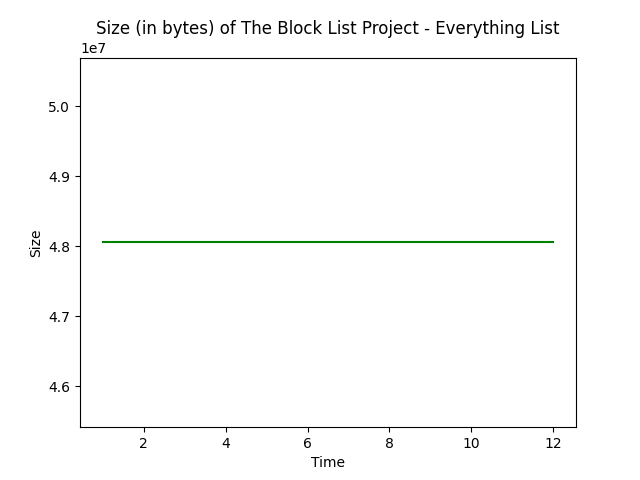 Size (in bytes) of The Block List Project - Everything List
1e7
5.0
4.9
4.8
4.7
4.6
Size
2 4 6 8 10 12
Time